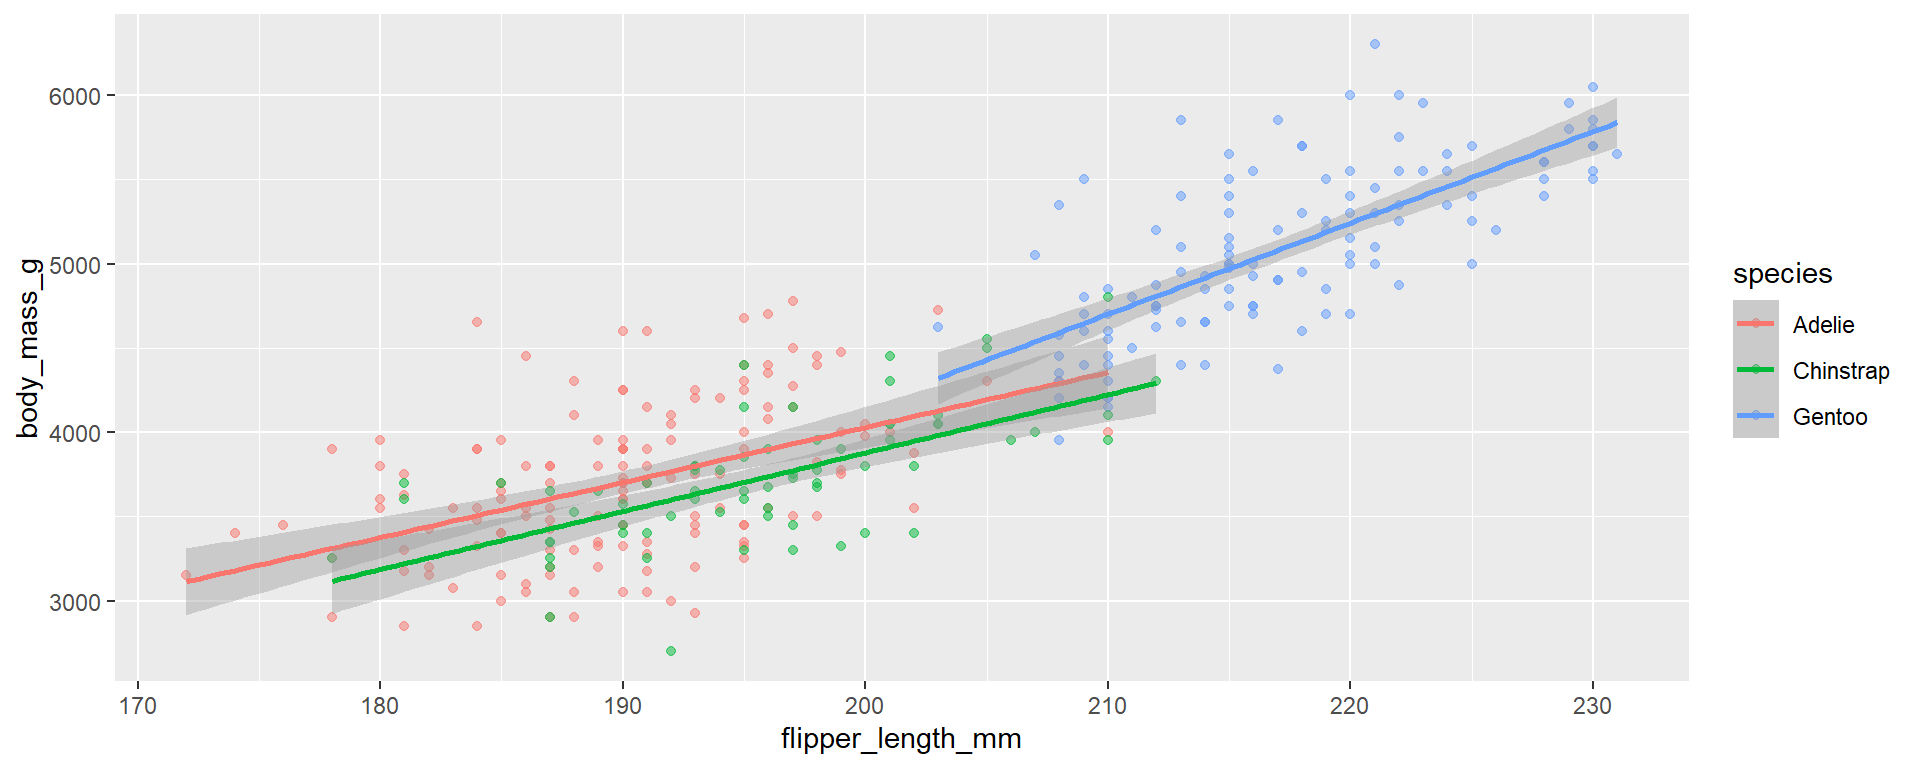 6000
5000
4000
3000
body_mass_g
170 180 190 200 210 220 230
flipper_length_mm
species
Adelie
Chinstrap
Gentoo